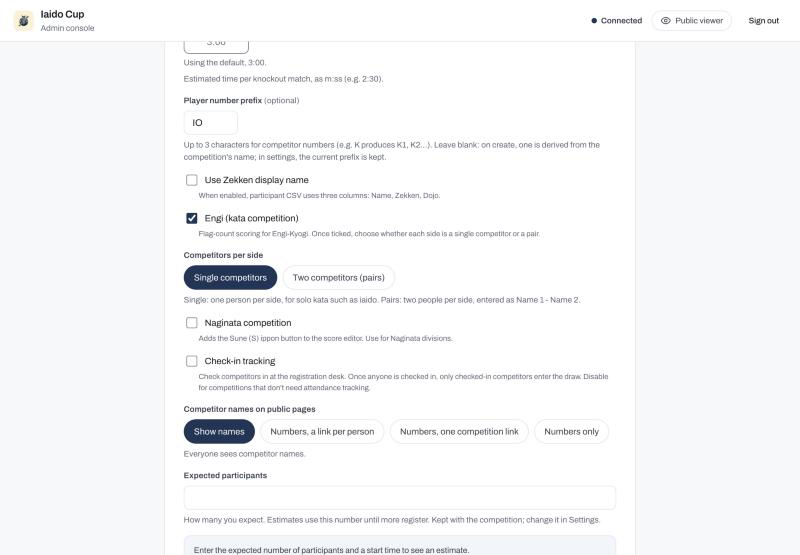 Iaido Cup
Admin console
Connected
Public viewer
Sign out
3:00
Using the default, 3:00.
Estimated time per knockout match, as m:ss (e.g. 2:30).
Player number prefix (optional)
IO
Up to 3 characters for competitor numbers (e.g. K produces K1, K2...). Leave blank: on create, one is derived from the
competition's name; in settings, the current prefix is kept.
Use Zekken display name
When enabled, participant CSV uses three columns: Name, Zekken, Dojo.
Engi (kata competition)
Flag-count scoring for Engi-Kyogi. Once ticked, choose whether each side is a single competitor or a pair.
Competitors per side
Single competitors
Two competitors (pairs)
Single: one person per side, for solo kata such as iaido. Pairs: two people per side, entered as Name 1 - Name 2.
Naginata competition
Adds the Sune (S) ippon button to the score editor. Use for Naginata divisions.
Check-in tracking
Check competitors in at the registration desk. Once anyone is checked in, only checked-in competitors enter the draw. Disable
for competitions that don't need attendance tracking.
Competitor names on public pages
Show names
Numbers, a link per person
Numbers, one competition link
Numbers only
Everyone sees competitor names.
Expected participants
How many you expect. Estimates use this number until more register. Kept with the competition; change it in Settings.
Enter the expected number of participants and a start time to see an estimate.